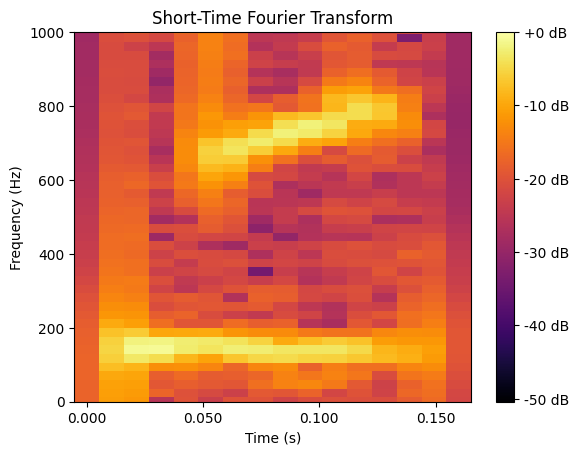 Short-Time Fourier Transform
1000
800
600
400
200
0
Frequency (Hz)
0.000
0.050
0.100
0.150
Time (s)
+0 dB
-10 dB
-20 dB
-30 dB
-40 dB
-50 dB